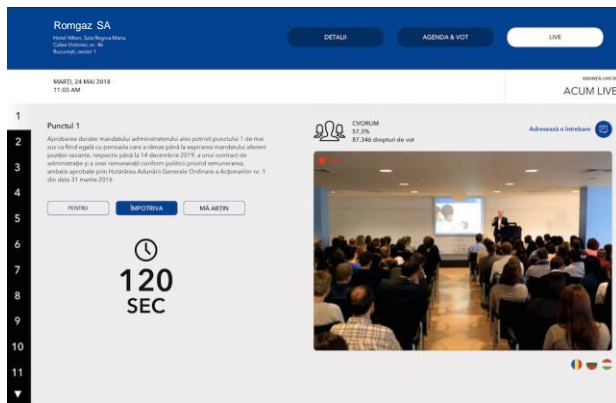 Romgaz SA
Hotel Hilton, Sala Regina Maria
Calea Victoriei, nr. 46
București, sector 1
DETALII
AGENDA & VOT
LIVE
MARȚI, 24 MAI 2018
11:00 AM
ACUM LIVE
1
2
3
4
5
6
7
8
9
10
11
Punctul 1
Aprobarea duratei mandatului administratorului ales potrivit punctului 1 de mai
sus ca fiind egală cu perioada care a rămas până la expirarea mandatului aferent
poziției vacante, respectiv până la 14 decembrie 2019, a unui contract de
administrație și a unei remunerații conform politicii privind remunerarea,
ambele aprobate prin Hotărârea Adunării Generale Ordinare a Acționarilor nr. 1
din data 31 martie 2016
PENTRU
ÎMPOTRIVA
MĂ ABȚIN
120
SEC
CVORUM
57,3%
87.346 drepturi de vot
Adresează o întrebare